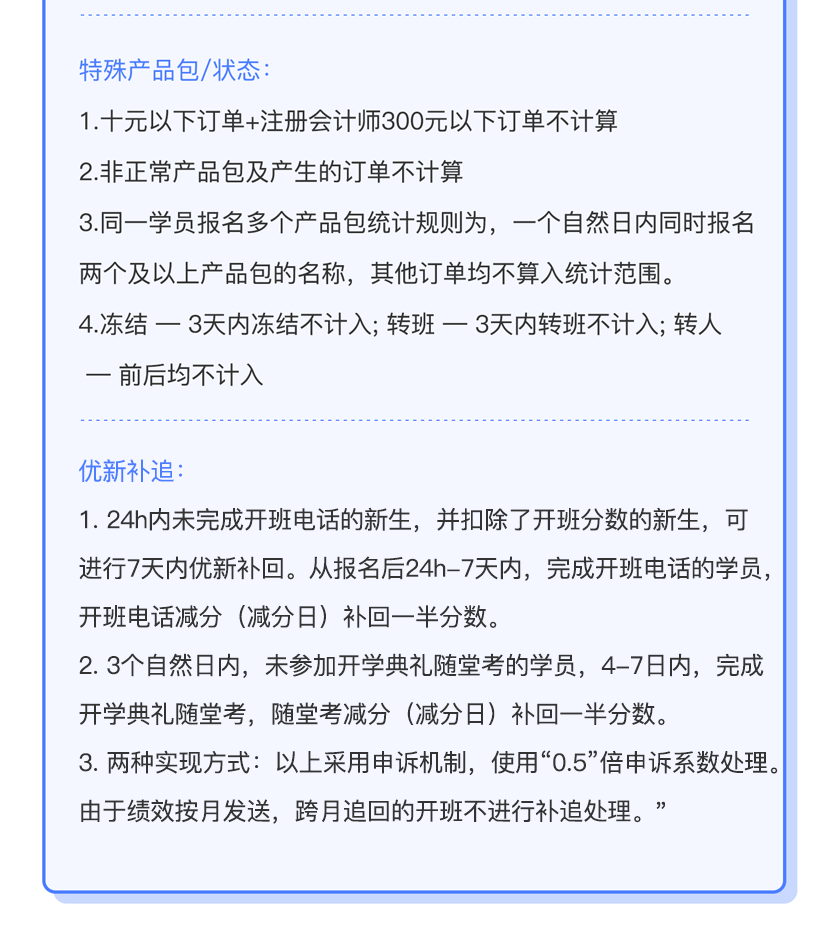 特殊产品包/状态：
1.十元以下订单+注册会计师300元以下订单不计算
2.非正常产品包及产生的订单不计算
3.同一学员报名多个产品包统计规则为，一个自然日内同时报名
两个及以上产品包的名称，其他订单均不算入统计范围。
4.冻结 — 3天内冻结不计入; 转班 — 3天内转班不计入; 转人
— 前后均不计入
优新补追：
1. 24h内未完成开班电话的新生，并扣除了开班分数的新生，可
进行7天内优新补回。从报名后24h–7天内，完成开班电话的学员，
开班电话减分（减分日）补回一半分数。
2. 3个自然日内，未参加开学典礼随堂考的学员，4–7日内，完成
开学典礼随堂考，随堂考减分（减分日）补回一半分数。
3. 两种实现方式：以上采用申诉机制，使用“0.5”倍申诉系数处理。
由于绩效按月发送，跨月追回的开班不进行补追处理。”